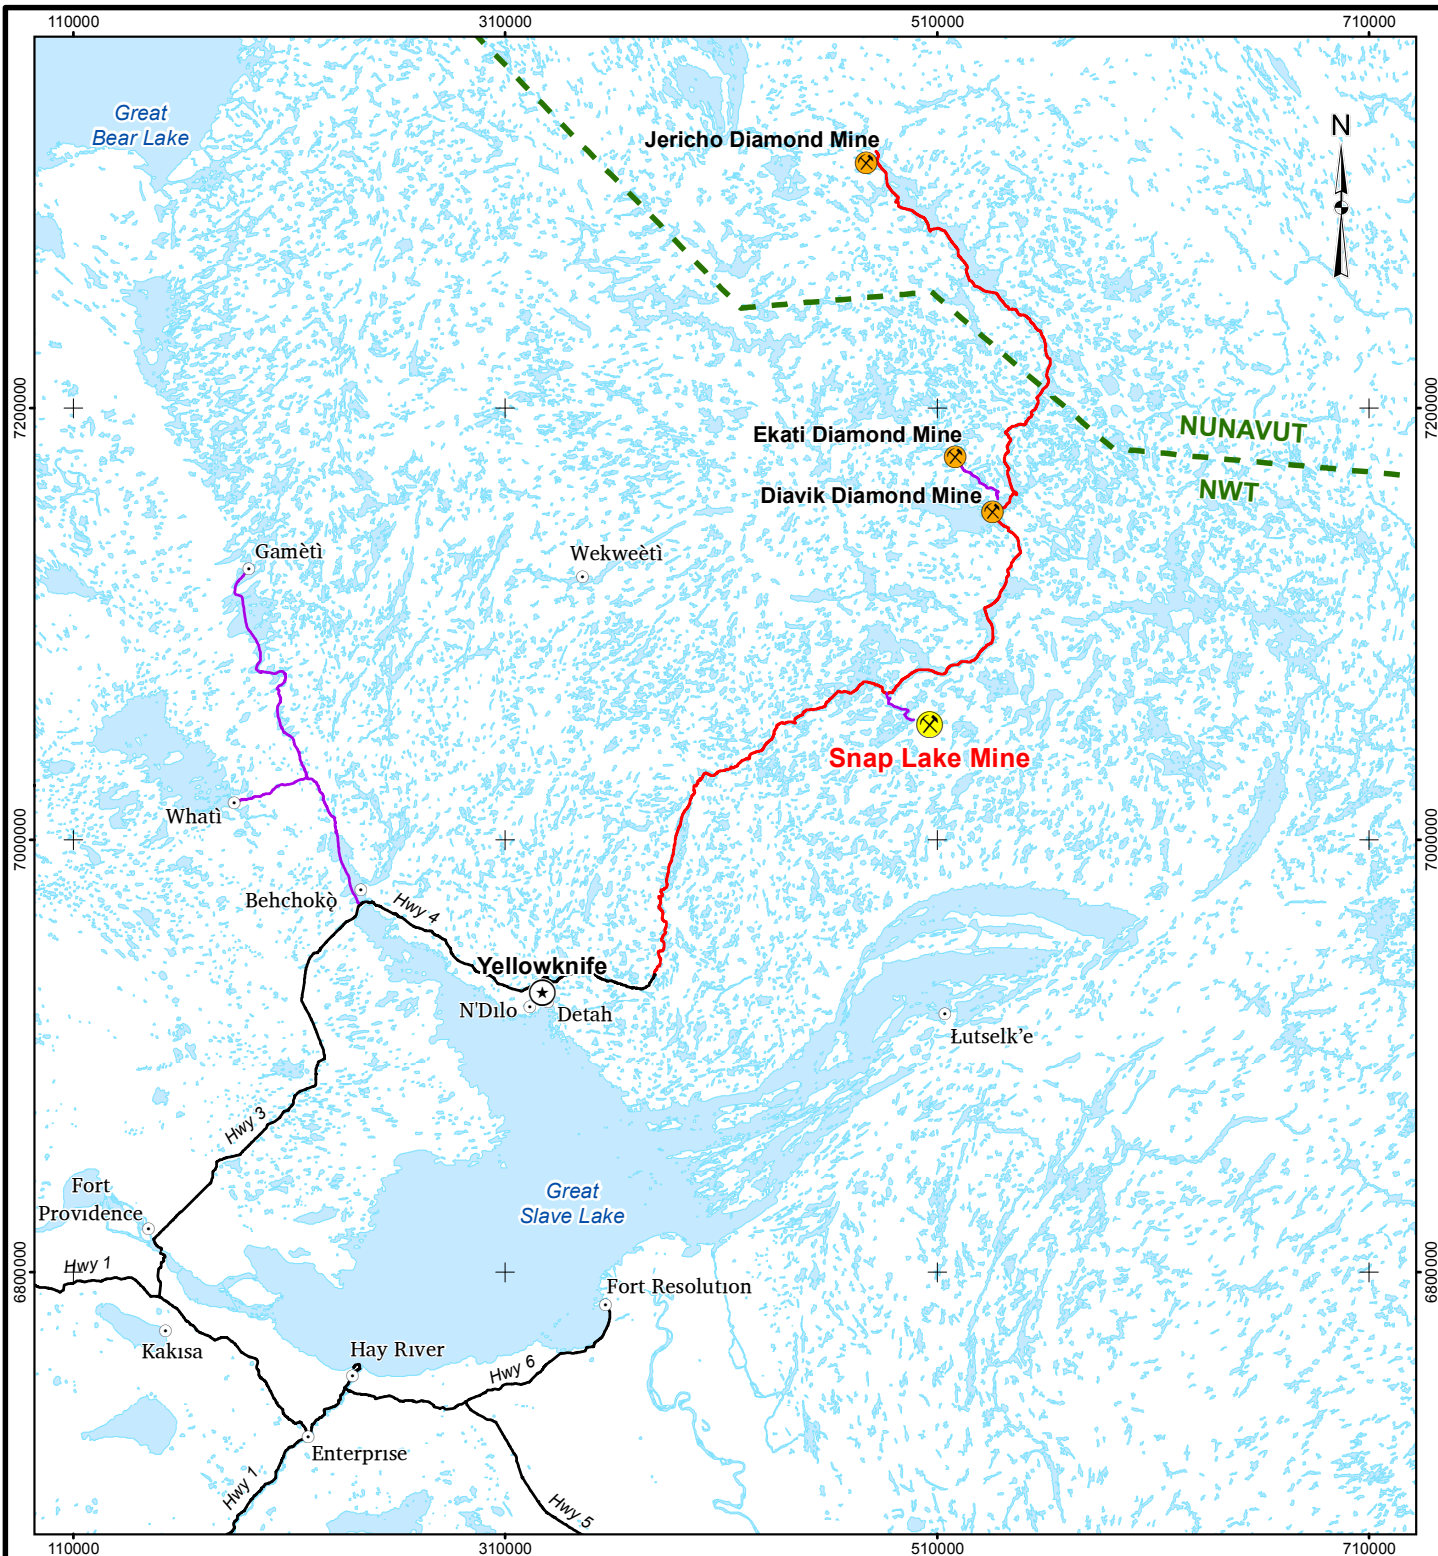 110000
310000
510000
710000
Great
Bear Lake
Jericho Diamond Mine
N
7200000
7200000
NUNAVUT
NWT
Ekati Diamond Mine
Diavik Diamond Mine
Gamètì
Wekweètì
Snap Lake Mine
Whatì
7000000
7000000
Behchokǫ̀
Hwy 4
Yellowknife
N'Dılo
Detah
Łutselk'e
Hwy 3
Fort
Provıdence
Great
Slave Lake
Hwy 1
6800000
6800000
Fort Resolutıon
Kakısa
Hay Rıver
Hwy 6
Enterprıse
Hwy 1
Hwy 5
110000
310000
510000
710000